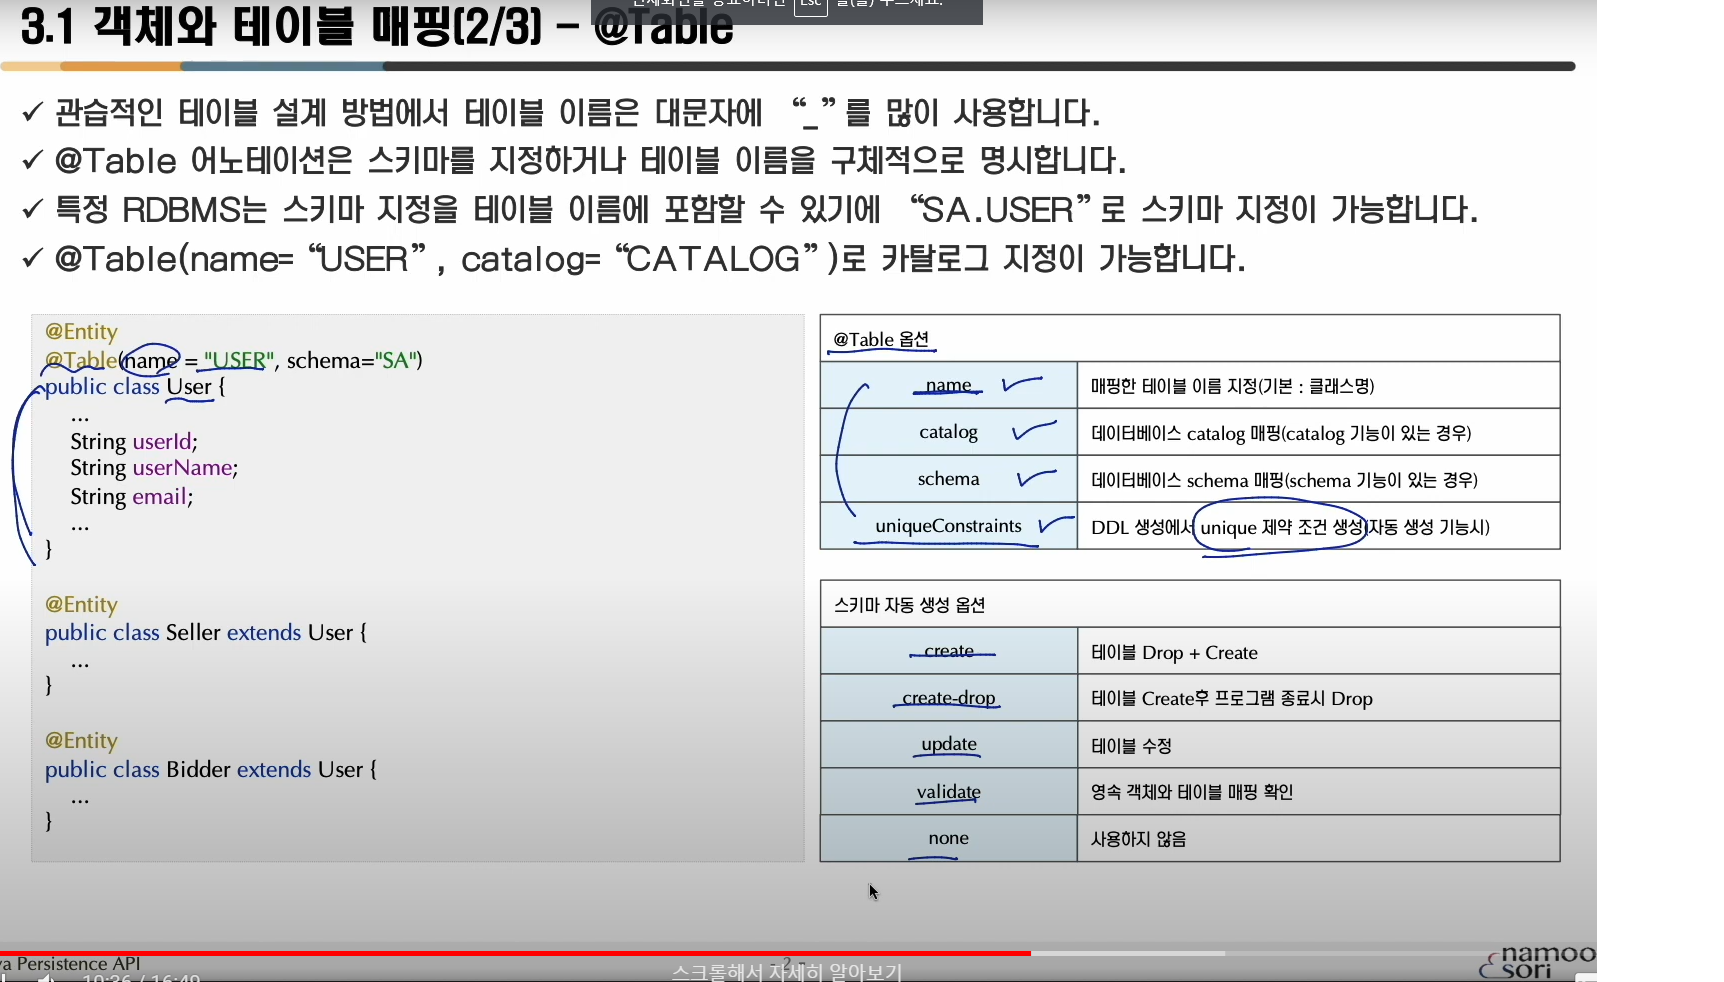 3.1 객체와 테이블 매핑(2/3) – @Table
Esc
✓ 관습적인 테이블 설계 방법에서 테이블 이름은 대문자에 “_”를 많이 사용합니다.
✓ @Table 어노테이션은 스키마를 지정하거나 테이블 이름을 구체적으로 명시합니다.
✓ 특정 RDBMS는 스키마 지정을 테이블 이름에 포함할 수 있기에 “SA.USER”로 스키마 지정이 가능합니다.
✓ @Table(name=“USER”, catalog=“CATALOG”)로 카탈로그 지정이 가능합니다.
@Entity
@Table(name = "USER", schema="SA")
public class User {
...
String userId;
String userName;
String email;
...
}
@Entity
public class Seller extends User {
...
}
@Entity
public class Bidder extends User {
...
}
@Table 옵션
name 매핑한 테이블 이름 지정(기본 : 클래스명)
catalog 데이터베이스 catalog 매핑(catalog 기능이 있는 경우)
schema 데이터베이스 schema 매핑(schema 기능이 있는 경우)
uniqueConstraints DDL 생성에서 unique 제약 조건 생성(자동 생성 기능시)
스키마 자동 생성 옵션
create 테이블 Drop + Create
create-drop 테이블 Create후 프로그램 종료시 Drop
update 테이블 수정
validate 영속 객체와 테이블 매핑 확인
none 사용하지 않음
va Persistence API
- 2 -
스크롤해서 자세히 알아보기
10:36 / 16:49
namoo
sori